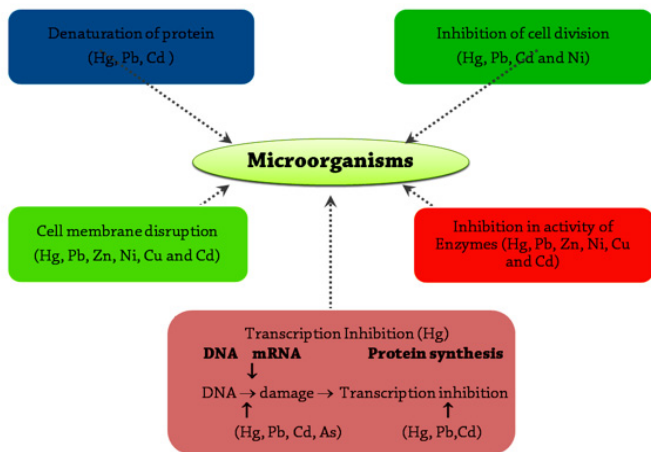 Denaturation of protein
(Hg, Pb, Cd )
Inhibition of cell division
(Hg, Pb, Cd and Ni)
Microorganisms
Cell membrane disruption
(Hg, Pb, Zn, Ni, Cu and Cd)
Inhibition in activity of
Enzymes (Hg, Pb, Zn, Ni, Cu
and Cd)
Transcription Inhibition (Hg)
DNA mRNA Protein synthesis
DNA → damage → Transcription inhibition
(Hg, Pb, Cd, As) (Hg, Pb,Cd)